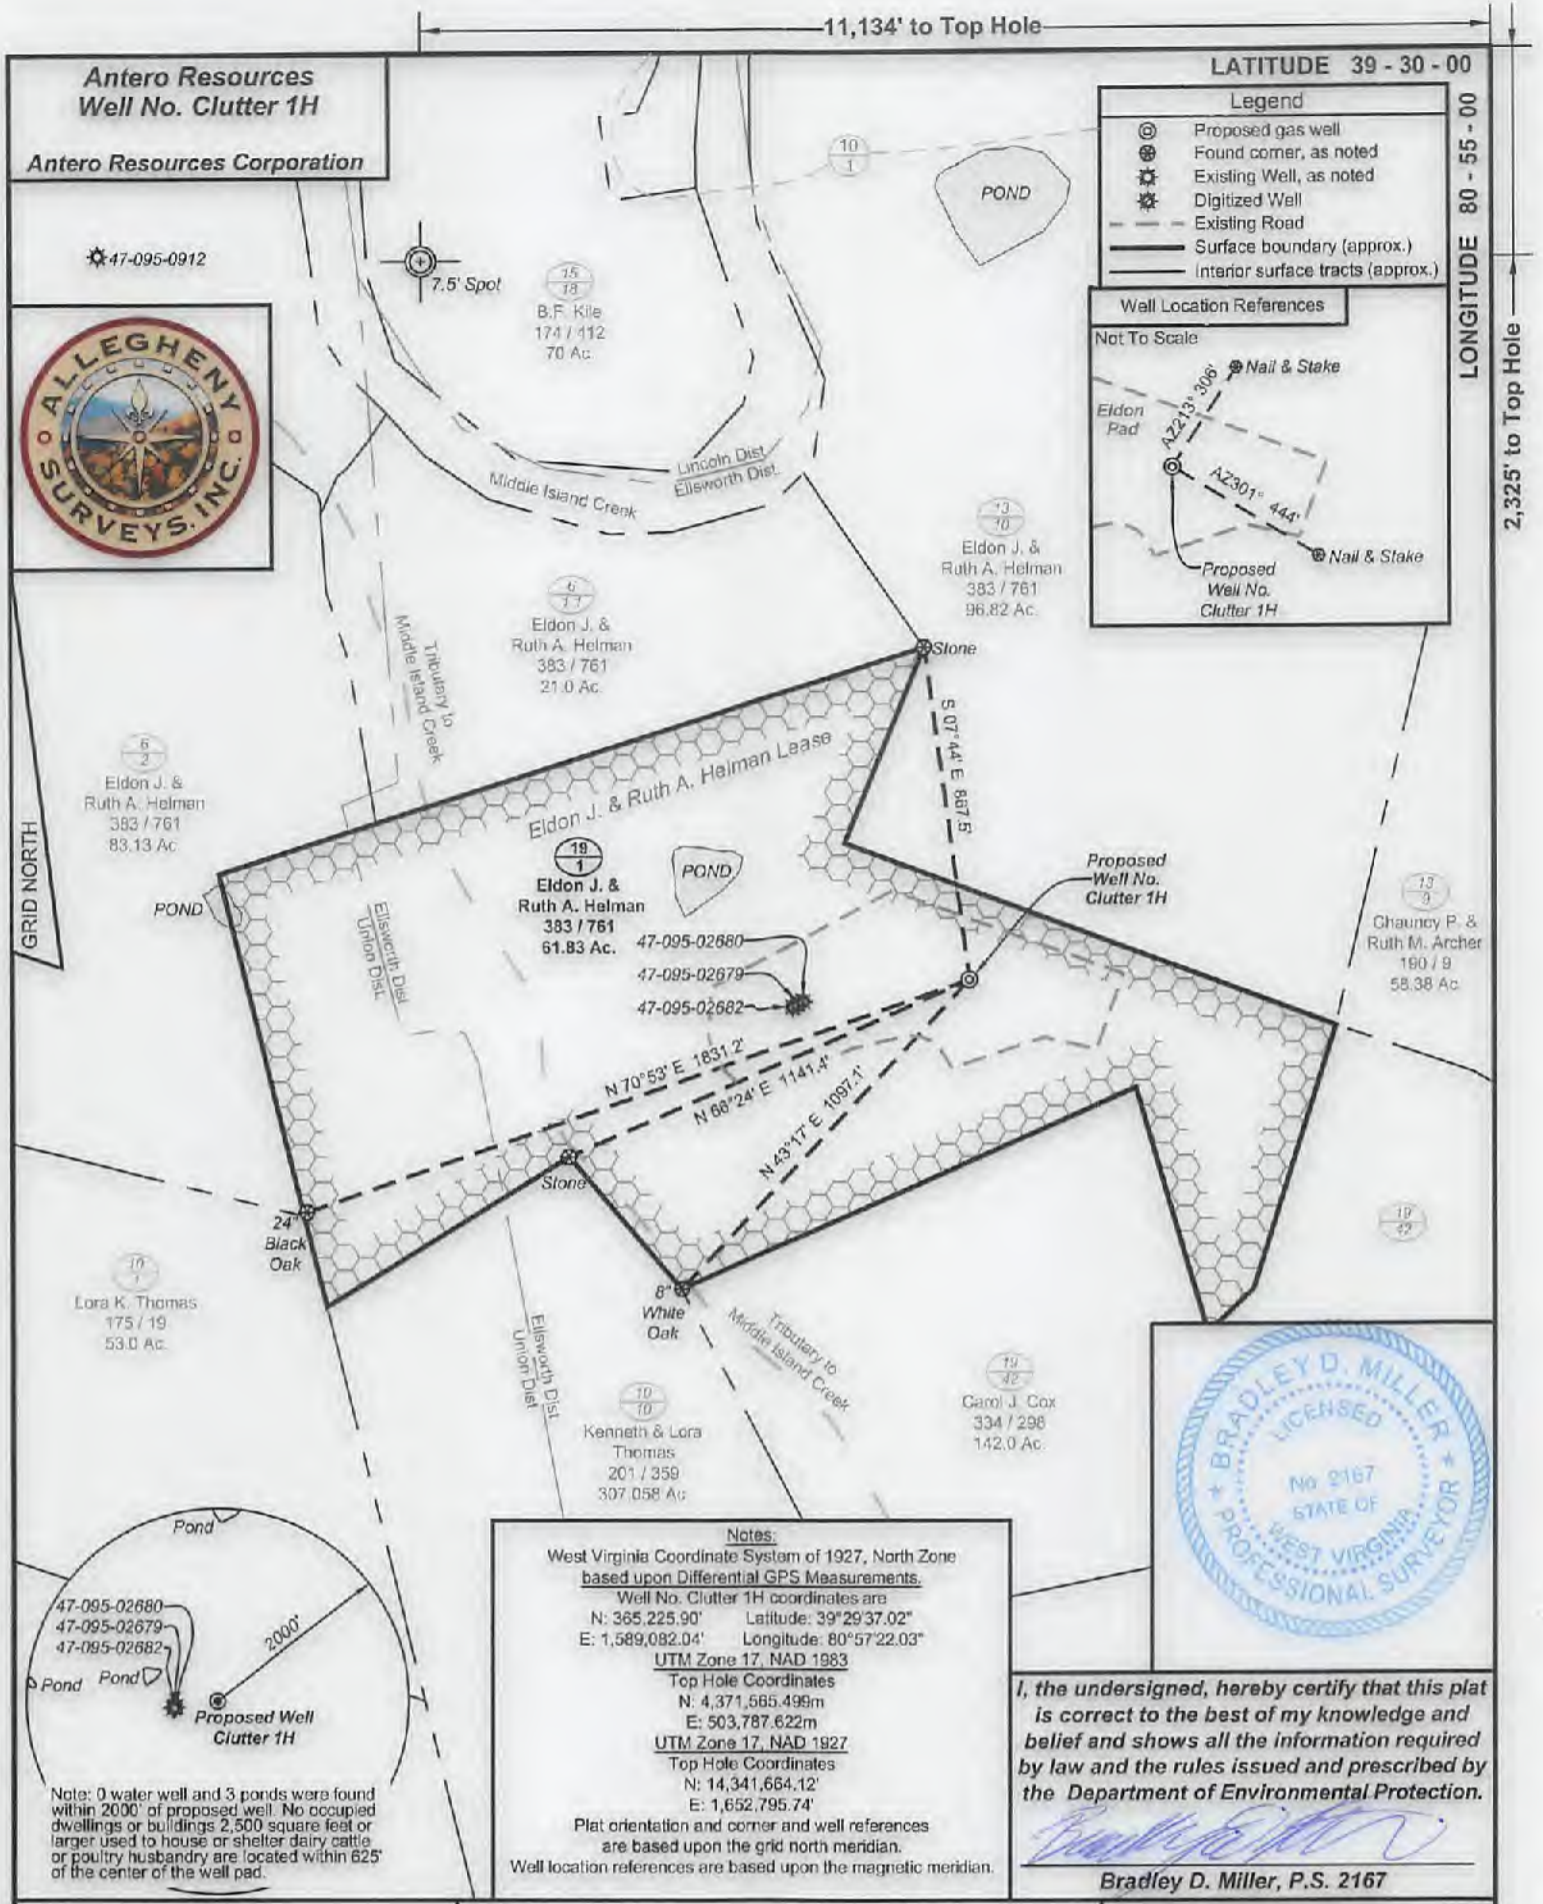 11,134' to Top Hole
Antero Resources
Well No. Clutter 1H
Antero Resources Corporation
LATITUDE 39 - 30 - 00
LONGITUDE 80 - 55 - 00
2,325' to Top Hole
Legend
Proposed gas well
Found corner, as noted
Existing Well, as noted
Digitized Well
Existing Road
Surface boundary (approx.)
Interior surface tracts (approx.)
10
1
POND
47-095-0912
7.5' Spot
15
18
B.F. Kile
174 / 412
70 Ac.
ALLEGHENY
SURVEYS, INC.
Well Location References
Not To Scale
Nail & Stake
AZ213° 306'
Eldon
Pad
AZ301° 444'
Nail & Stake
Proposed
Well No.
Clutter 1H
Lincoln Dist.
Ellsworth Dist.
Middle Island Creek
13
10
Eldon J. &
Ruth A. Helman
383 / 761
96.82 Ac.
6
Eldon J. &
Ruth A. Helman
383 / 761
21.0 Ac.
Tributary to
Middle Island Creek
Stone
S 07°44' E 867.5'
Eldon J. & Ruth A. Helman Lease
6
2
Eldon J. &
Ruth A. Helman
383 / 761
83.13 Ac.
GRID NORTH
POND
19
1
Eldon J. &
Ruth A. Helman
383 / 761
61.83 Ac.
POND
Proposed
Well No.
Clutter 1H
13
9
Chauncy P. &
Ruth M. Archer
190 / 9
58.38 Ac.
Ellsworth Dist
Union Dist.
47-095-02680
47-095-02679
47-095-02682
N 70°53' E 1831.2'
N 66°24' E 1141.4'
N 43°17' E 1097.1'
Stone
24"
Black
Oak
8"
White
Oak
19
42
10
1
Lora K. Thomas
175 / 19
53.0 Ac.
Ellsworth Dist
Union Dist
Tributary to
Middle Island Creek
10
10
Kenneth & Lora
Thomas
201 / 359
307.058 Ac
19
42
Carol J. Cox
334 / 298
142.0 Ac.
BRADLEY D. MILLER
LICENSED
No. 2167
STATE OF
WEST VIRGINIA
PROFESSIONAL SURVEYOR
Pond
47-095-02680
47-095-02679
47-095-02682
2000'
Pond
Pond
Proposed Well
Clutter 1H
Note: 0 water well and 3 ponds were found
within 2000' of proposed well. No occupied
dwellings or buildings 2,500 square feet or
larger used to house or shelter dairy cattle
or poultry husbandry are located within 625'
of the center of the well pad.
Notes:
West Virginia Coordinate System of 1927, North Zone
based upon Differential GPS Measurements.
Well No. Clutter 1H coordinates are
N: 365,225.90' Latitude: 39°29'37.02"
E: 1,589,082.04' Longitude: 80°57'22.03"
UTM Zone 17, NAD 1983
Top Hole Coordinates
N: 4,371,565.499m
E: 503,787.622m
UTM Zone 17, NAD 1927
Top Hole Coordinates
N: 14,341,664.12'
E: 1,652,795.74'
Plat orientation and corner and well references
are based upon the grid north meridian.
Well location references are based upon the magnetic meridian.
I, the undersigned, hereby certify that this plat
is correct to the best of my knowledge and
belief and shows all the information required
by law and the rules issued and prescribed by
the Department of Environmental Protection.
Bradley D. Miller, P.S. 2167